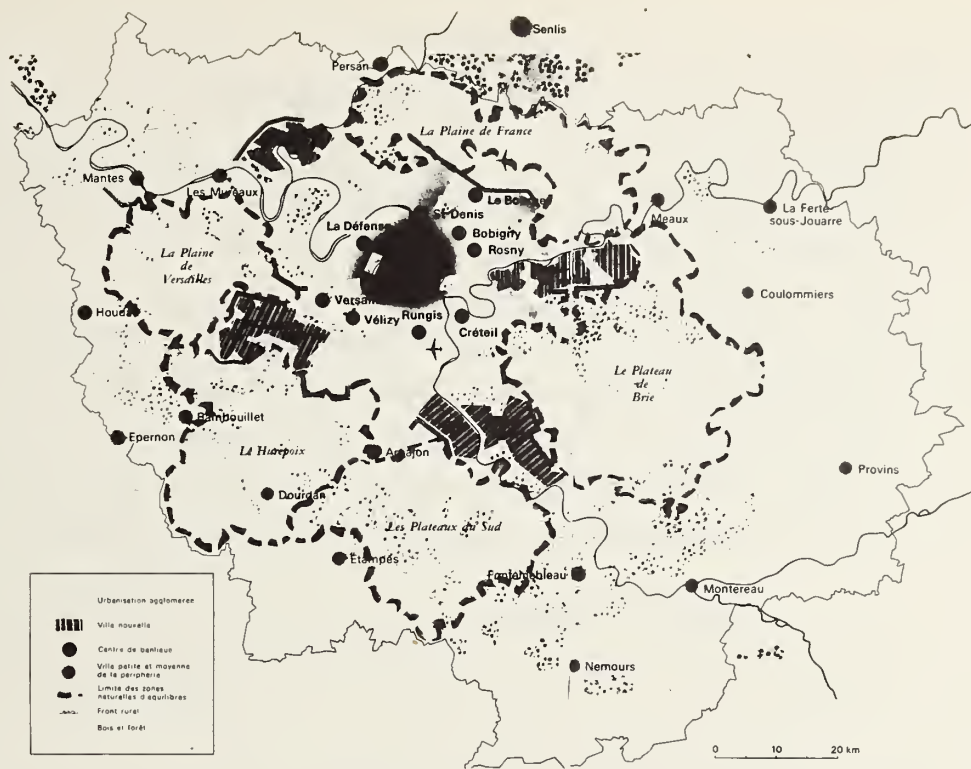 Senlis
Persan
La Plaine de France
Mantes
Les Mureaux
Le Bourget
Meaux
La Ferté-
sous-Jouarre
St-Denis
La Défense
Bobigny
Rosny
La Plaine
de
Versailles
Coulommiers
Houdan
Versailles
Vélizy
Rungis
Créteil
Le Plateau
de
Brie
Rambouillet
Epernon
Le Hurepoix
Arpajon
Provins
Dourdan
Les Plateaux du Sud
Etampes
Fontainebleau
Montereau
Nemours
Urbanisation agglomérée
Ville nouvelle
Centre de banlieue
Ville petite et moyenne
de la périphérie
Limite des zones
naturelles d'équilibres
Front rural
Bois et forêt
0 10 20 km